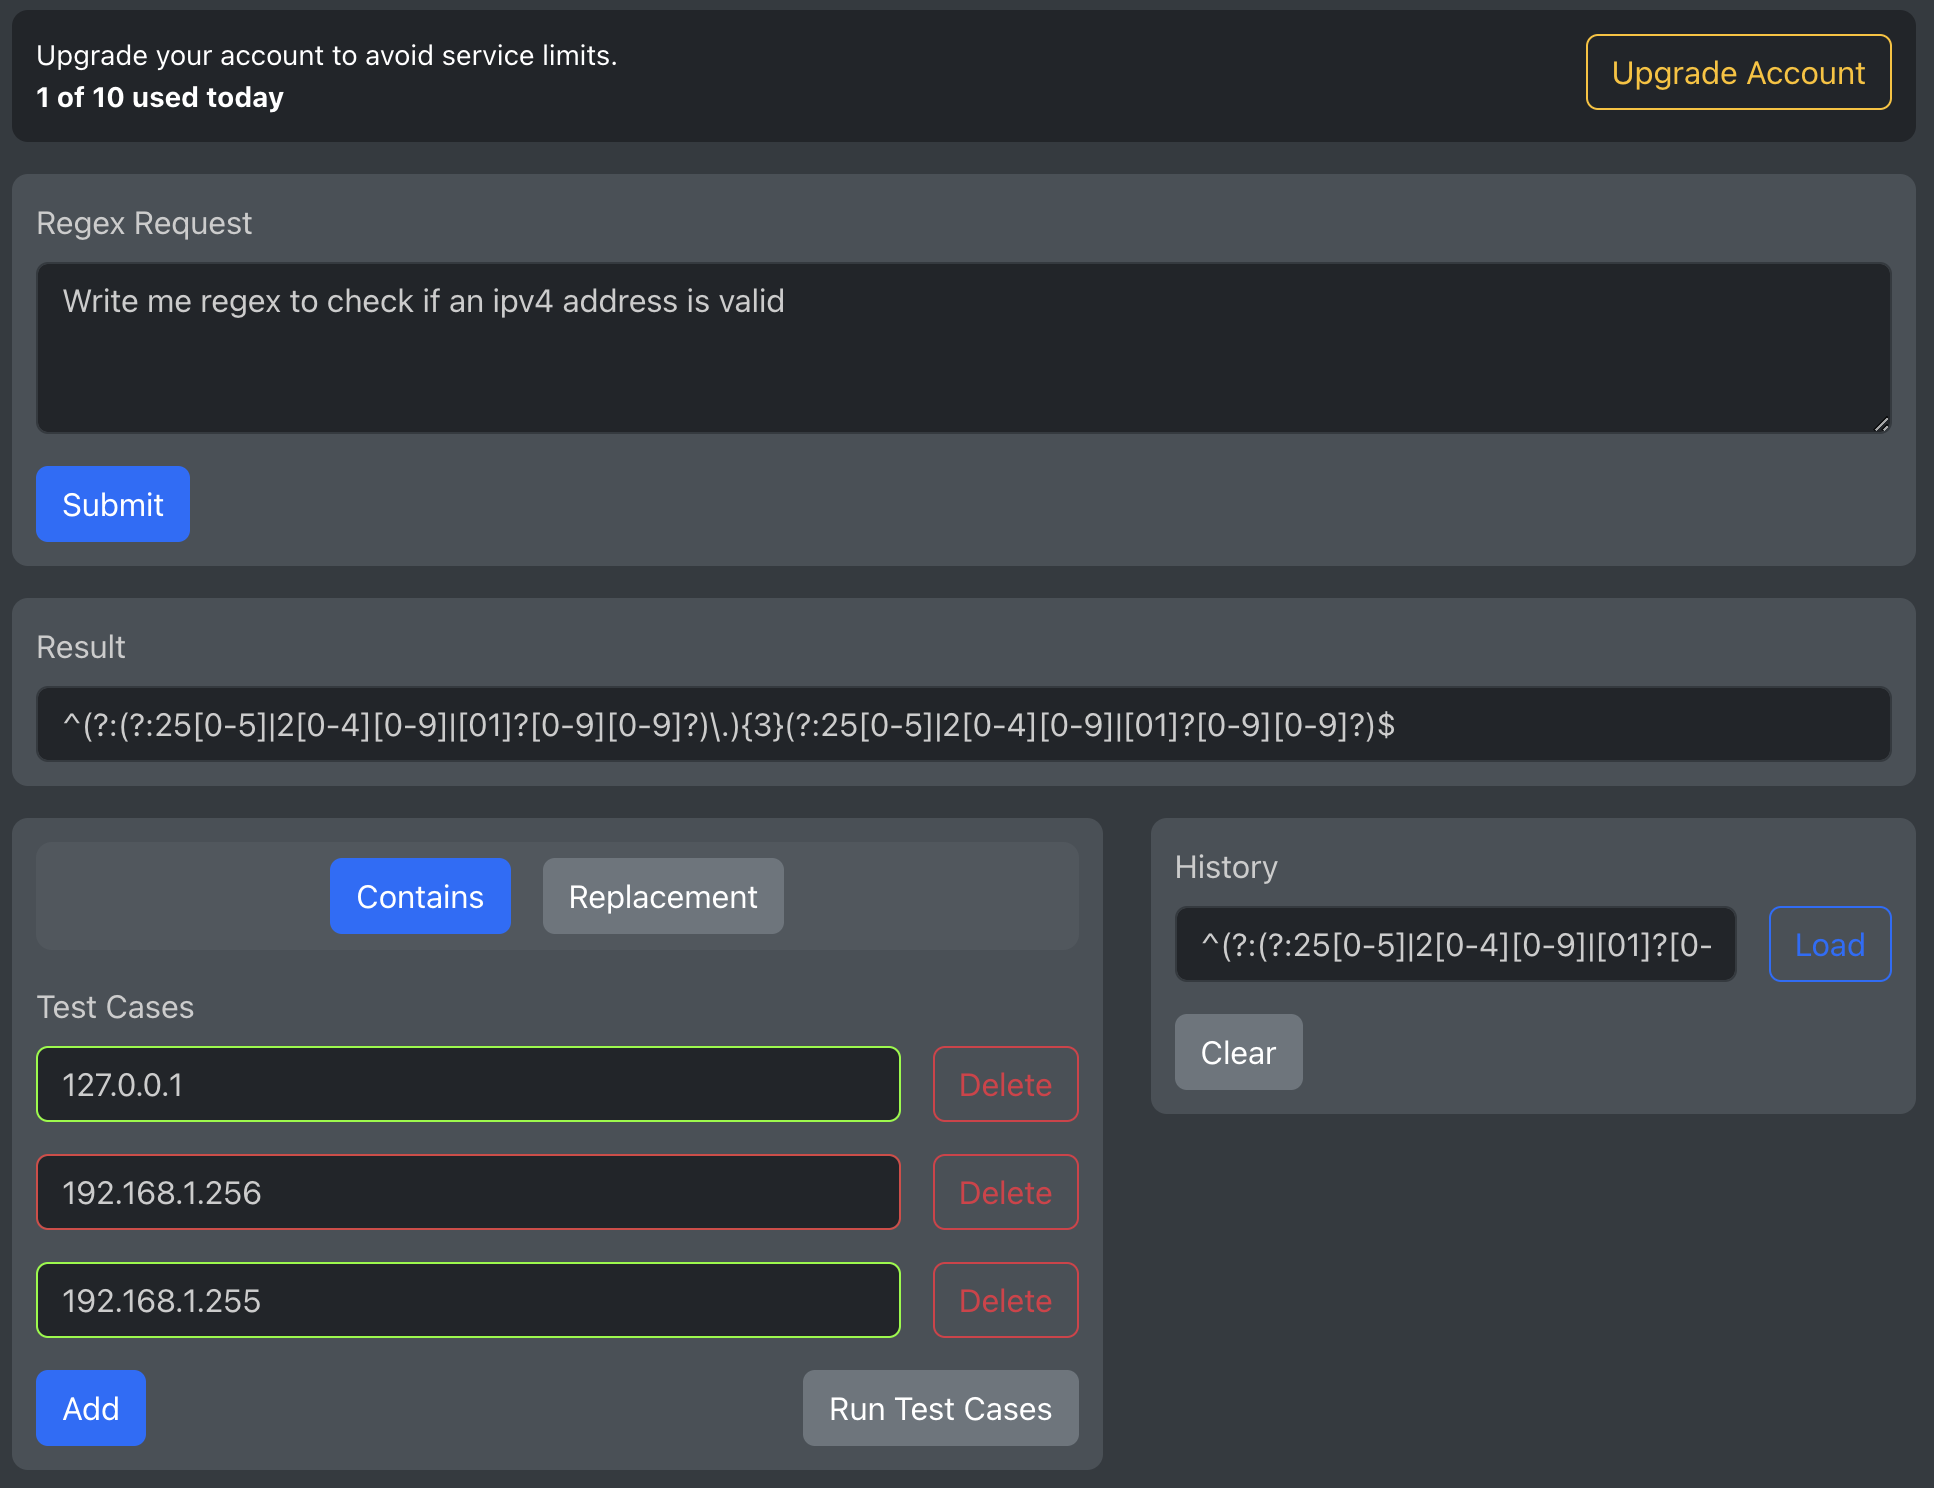 Upgrade your account to avoid service limits.
1 of 10 used today
Upgrade Account
Regex Request
Write me regex to check if an ipv4 address is valid
Submit
Result
^(?:(?:25[0-5]|2[0-4][0-9]|[01]?[0-9][0-9]?)\.){3}(?:25[0-5]|2[0-4][0-9]|[01]?[0-9][0-9]?)$
Contains
Replacement
Test Cases
127.0.0.1
Delete
192.168.1.256
Delete
192.168.1.255
Delete
Add
Run Test Cases
History
^(?:(?:25[0-5]|2[0-4][0-9]|[01]?[0-
Load
Clear